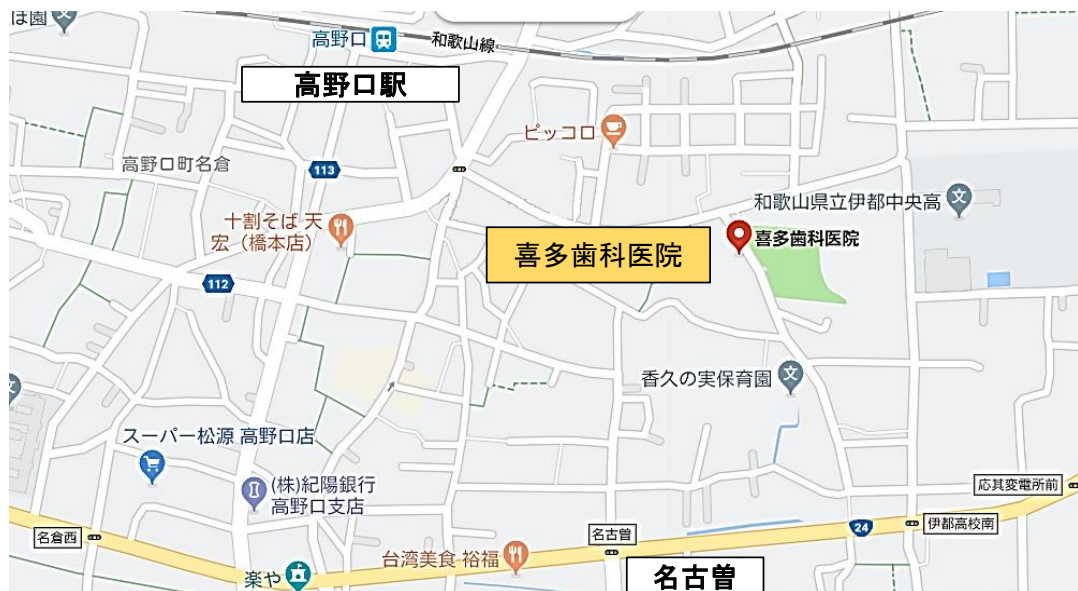 ほ園
高野口
和歌山線
高野口駅
ピッコロ
高野口町名倉
113
和歌山県立伊都中央高
十割そば 天
宏（橋本店）
喜多歯科医院
喜多歯科医院
112
香久の実保育園
スーパー松源 高野口店
(株)紀陽銀行
高野口支店
応其変電所前
24
伊都高校南
名倉西
名古曽
台湾美食 裕福
楽や
名古曽